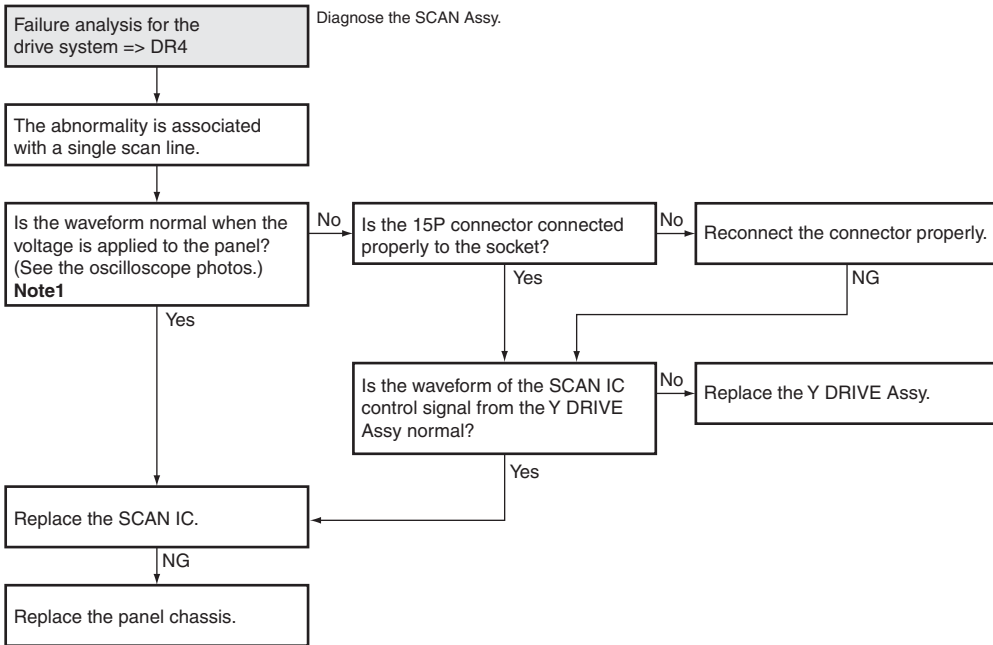 Failure analysis for the
drive system => DR4
Diagnose the SCAN Assy.
The abnormality is associated
with a single scan line.
Is the waveform normal when the
voltage is applied to the panel?
(See the oscilloscope photos.)
Note1
No
Is the 15P connector connected
properly to the socket?
No
Reconnect the connector properly.
Yes
Yes
NG
Is the waveform of the SCAN IC
control signal from the Y DRIVE
Assy normal?
No
Replace the Y DRIVE Assy.
Yes
Replace the SCAN IC.
NG
Replace the panel chassis.